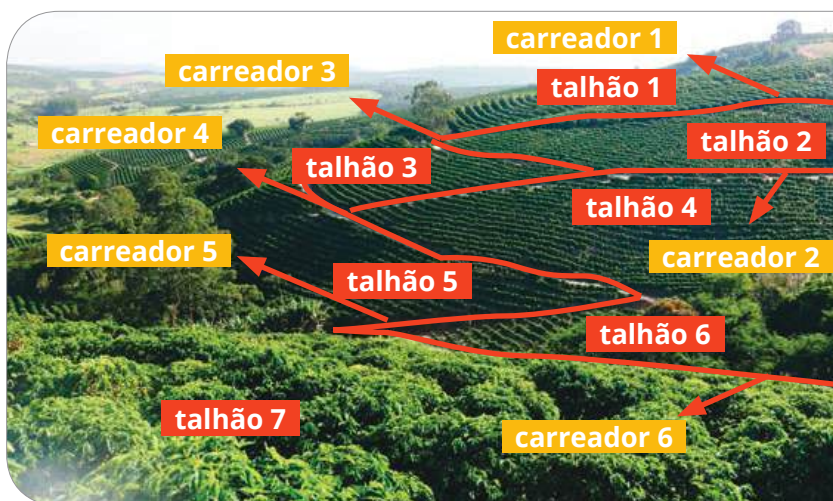 carreador 1
carreador 3
talhão 1
carreador 4
talhão 2
talhão 3
talhão 4
carreador 5
carreador 2
talhão 5
talhão 6
talhão 7
carreador 6